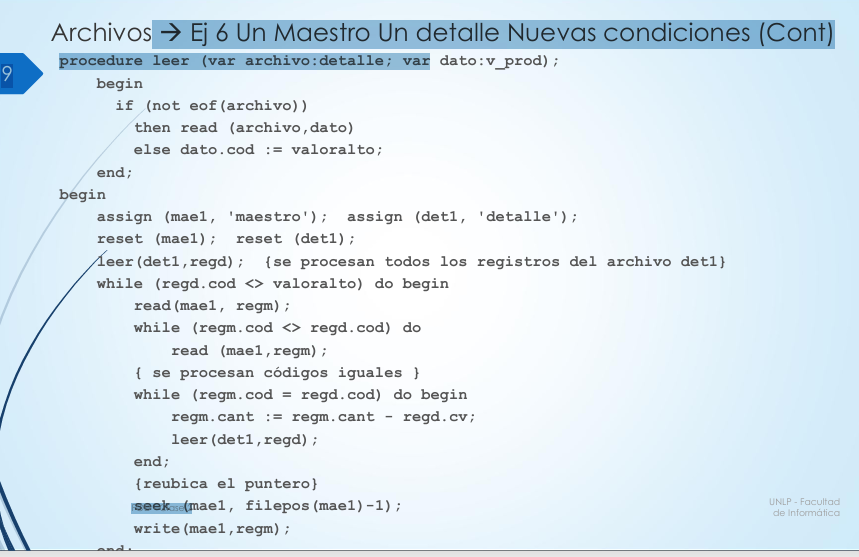 Archivos → Ej 6 Un Maestro Un detalle Nuevas condiciones (Cont)
9
procedure leer (var archivo:detalle; var dato:v_prod);
begin
if (not eof(archivo))
then read (archivo,dato)
else dato.cod := valoralto;
end;
begin
assign (mae1, 'maestro'); assign (det1, 'detalle');
reset (mae1); reset (det1);
leer(det1,regd); {se procesan todos los registros del archivo det1}
while (regd.cod <> valoralto) do begin
read(mae1, regm);
while (regm.cod <> regd.cod) do
read (mae1,regm);
{ se procesan códigos iguales }
while (regm.cod = regd.cod) do begin
regm.cant := regm.cant - regd.cv;
leer(det1,regd);
end;
{reubica el puntero}
seek (mae1, filepos(mae1)-1);
write(mae1,regm);
end;
UNLP - Facultad
de informática